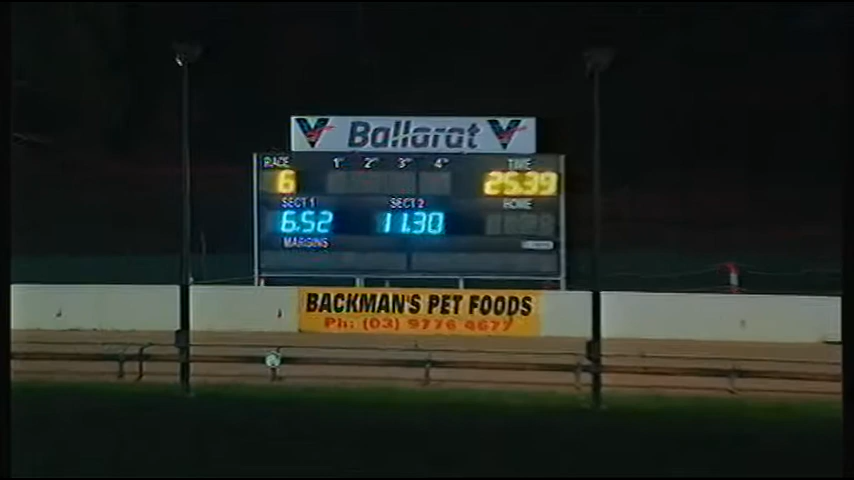 Ballarat
RACE 1ST 2ND 3RD 4TH TIME
6 25.39
SECT 1 SECT 2 HOME
6.52 11.30
MARGINS
BACKMAN'S PET FOODS
Ph: (03) 9776 4607